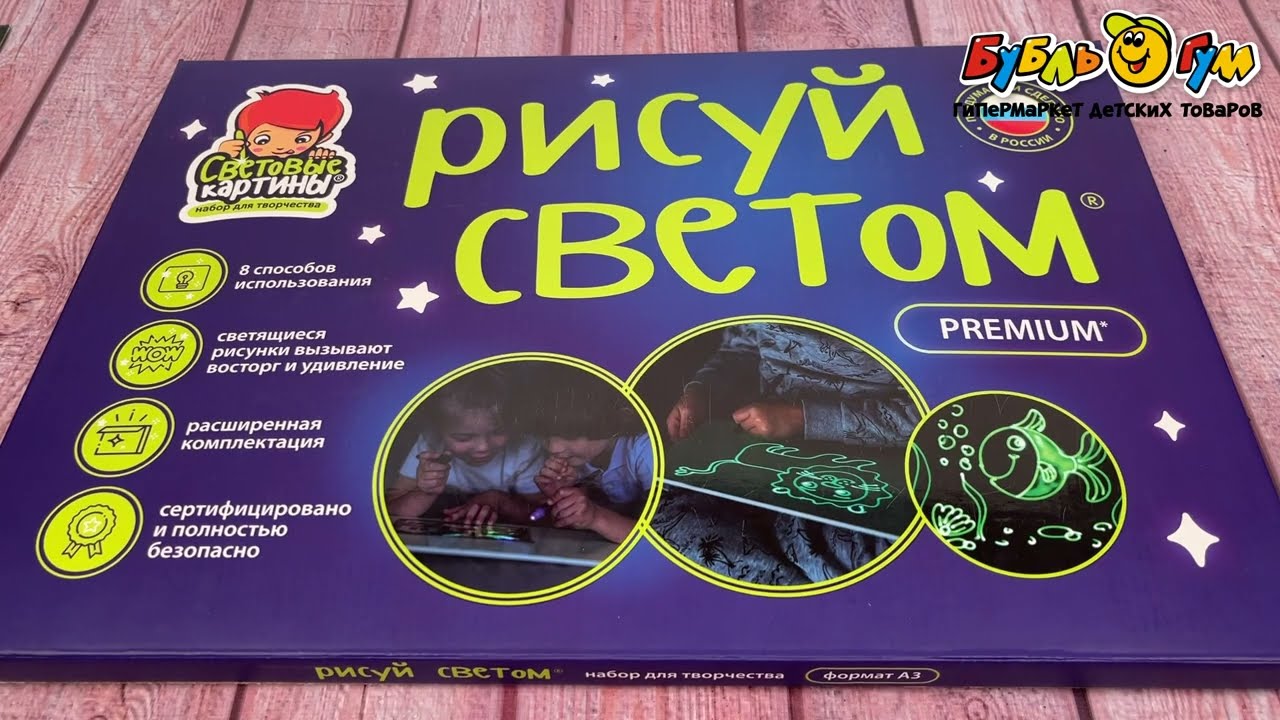 Бубль Гум
гипермаркет детских товаров
В РОССИИ
Световые
картины®
набор для творчества
Рисуй
светом®
PREMIUM*
8 способов
использования
WOW
светящиеся
рисунки вызывают
восторг и удивление
расширенная
комплектация
сертифицировано
и полностью
безопасно
Рисуй светом® набор для творчества формат А3